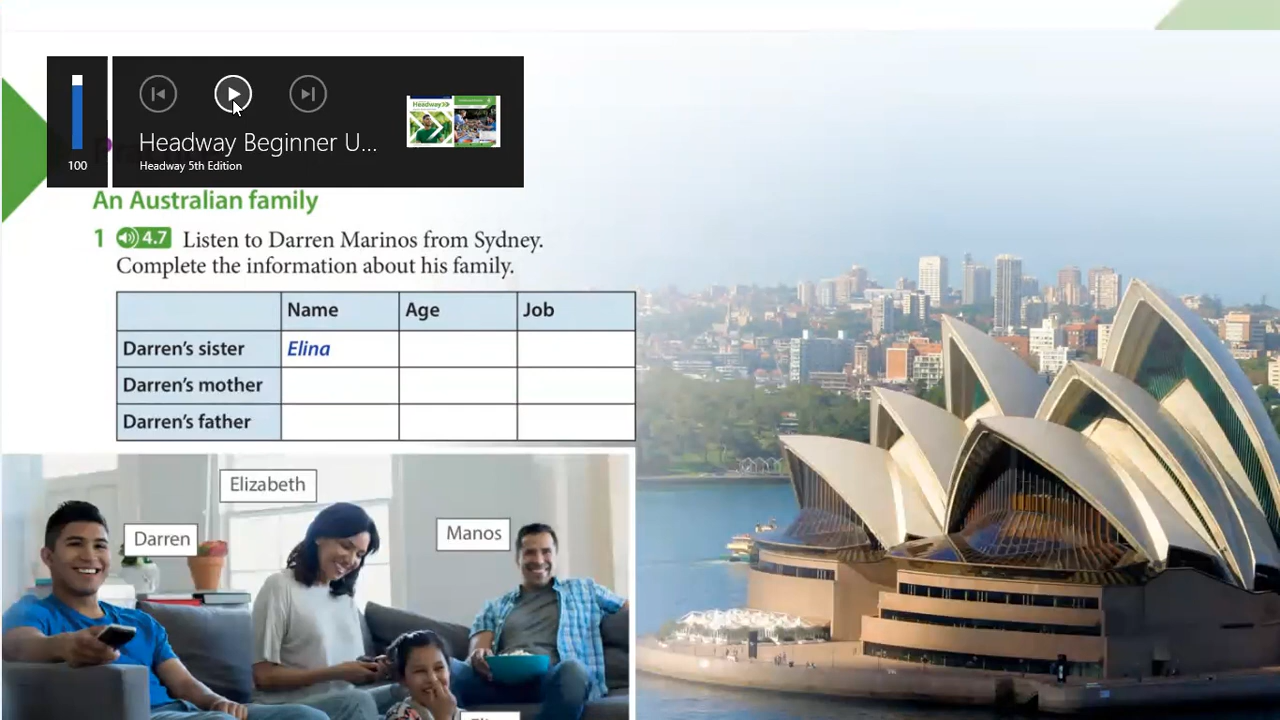 Headway Beginner U...
Headway 5th Edition
100
An Australian family
1 4.7 Listen to Darren Marinos from Sydney.
Complete the information about his family.
Name Age Job
Darren's sister Elina
Darren's mother
Darren's father
Elizabeth
Darren
Manos